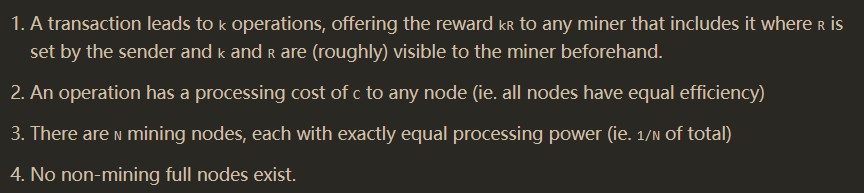 1. A transaction leads to k operations, offering the reward kR to any miner that includes it where R is
set by the sender and k and R are (roughly) visible to the miner beforehand.
2. An operation has a processing cost of C to any node (ie. all nodes have equal efficiency)
3. There are N mining nodes, each with exactly equal processing power (ie. 1/N of total)
4. No non-mining full nodes exist.